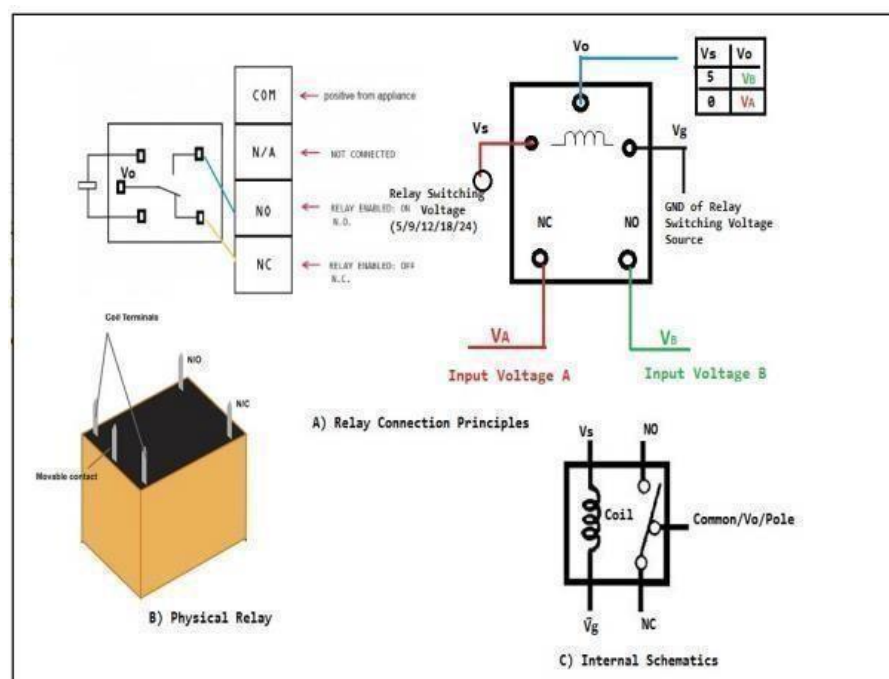 COM
positive from appliance
N/A
NOT CONNECTED
NO
RELAY ENABLED: ON
N.O.
NC
RELAY ENABLED: OFF
N.C.
Vo
Vo
Vs
Vg
Vs Vo
5 VB
0 VA
Relay Switching
Voltage
(5/9/12/18/24)
GND of Relay
Switching Voltage
Source
NC
NO
VA
VB
Input Voltage A
Input Voltage B
A) Relay Connection Principles
Coil Terminals
N/O
N/C
Movable contact
B) Physical Relay
Vs
NO
Coil
Common/Vo/Pole
Vg
NC
C) Internal Schematics